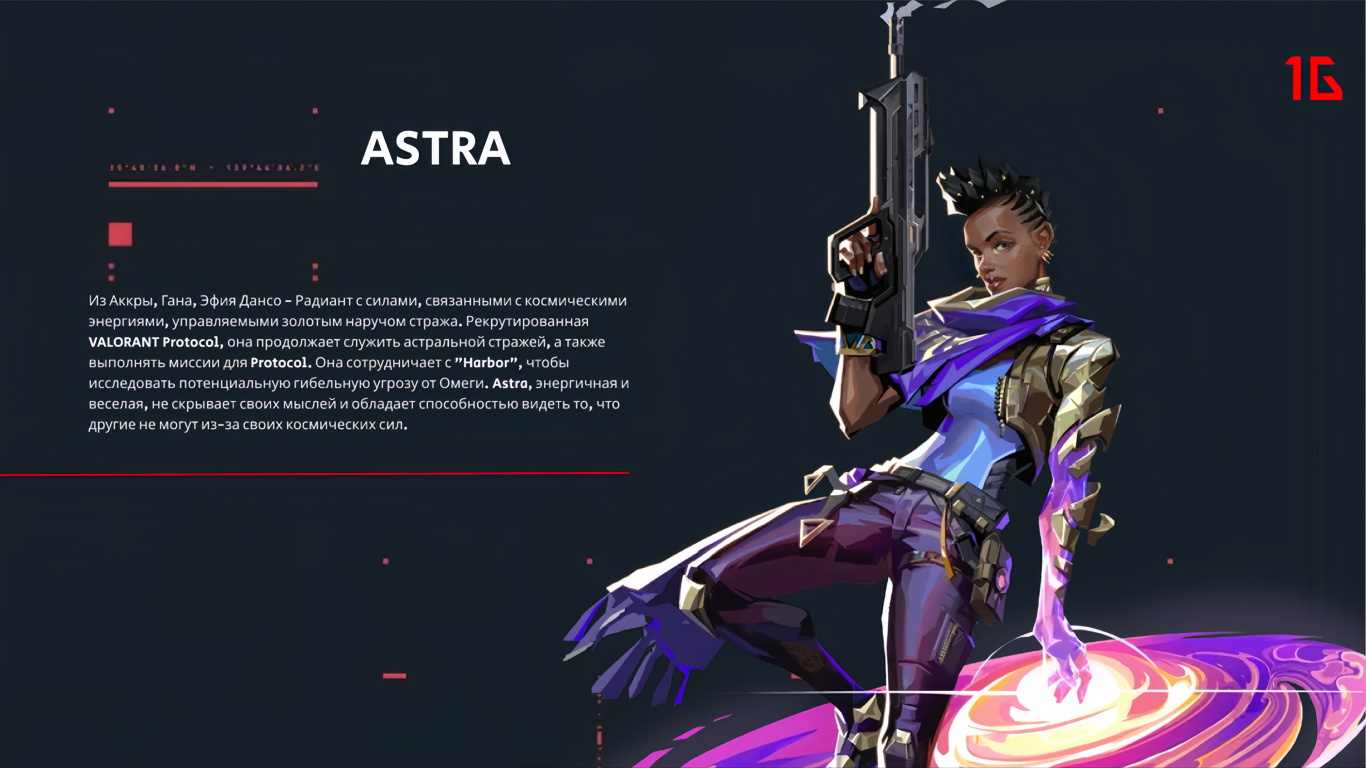 16
ASTRA
Из Аккры, Гана, Эфия Дансо - Радиант с силами, связанными с космическими
энергиями, управляемыми золотым наручом стража. Рекрутированная
VALORANT Protocol, она продолжает служить астральной стражей, а также
выполнять миссии для Protocol. Она сотрудничает с "Harbor", чтобы
исследовать потенциальную гибельную угрозу от Омеги. Astra, энергичная и
веселая, не скрывает своих мыслей и обладает способностью видеть то, что
другие не могут из-за своих космических сил.